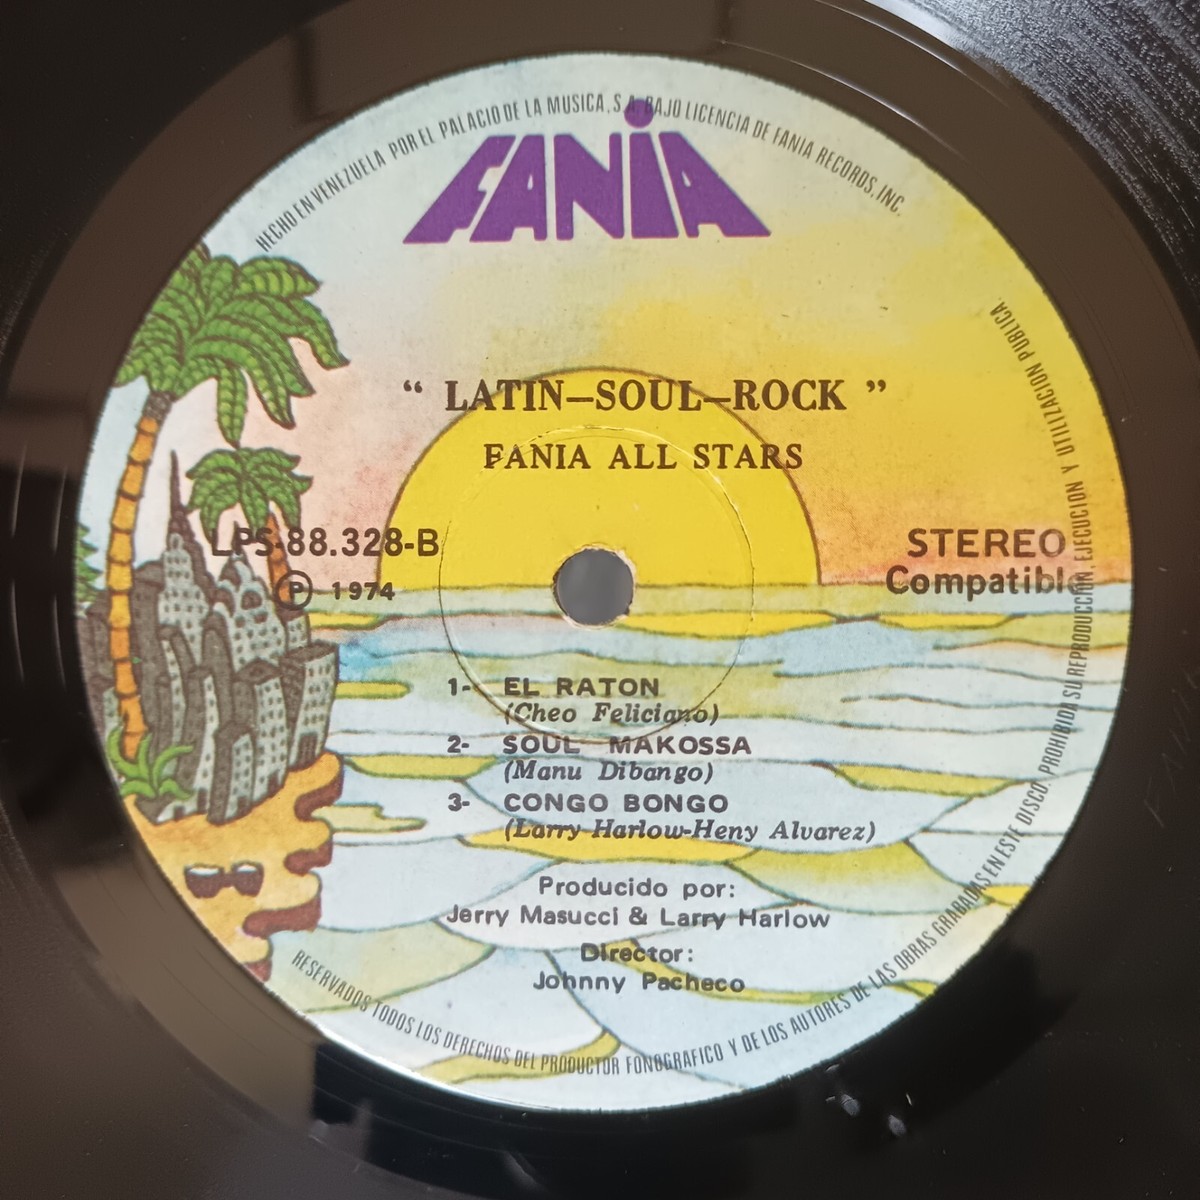 HECHO EN VENEZUELA POR EL PALACIO DE LA MUSICA, S.A. BAJO LICENCIA DE FANIA RECORDS, INC.
FANIA
“ LATIN—SOUL—ROCK ”
FANIA ALL STARS
LPS-88.328-B
Ⓟ 1974
STEREO
Compatible
1- EL RATON
(Cheo Feliciano)
2- SOUL MAKOSSA
(Manu Dibango)
3- CONGO BONGO
(Larry Harlow-Heny Alvarez)
Producido por:
Jerry Masucci & Larry Harlow
Director:
Johnny Pacheco
RESERVADOS TODOS LOS DERECHOS DEL PRODUCTOR FONOGRAFICO Y DE LOS AUTORES DE LAS OBRAS GRABADAS EN ESTE DISCO. PROHIBIDA SU REPRODUCCION, EJECUCION Y UTILIZACION PUBLICA.